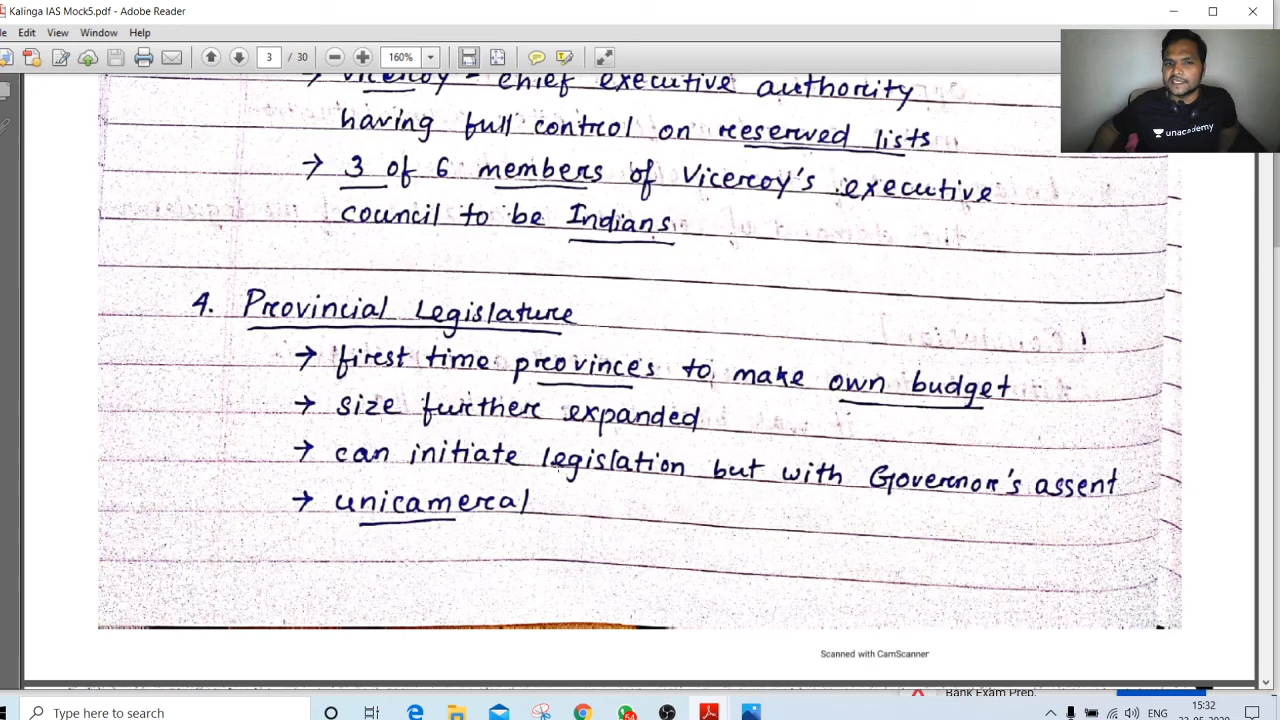 Kalinga IAS Mock5.pdf - Adobe Reader
Edit View Window Help
3 / 30 160%
unacademy
→ Viceroy - chief executive authority
having full control on reserved lists
→ 3 of 6 members of Viceroy's executive
council to be Indians.
4. Provincial Legislature
→ first time provinces to make own budget
→ size further expanded
→ can initiate legislation but with Governor's assent
→ unicameral
Scanned with CamScanner
Bank Exam Prep.
Type here to search
ENG
15:32